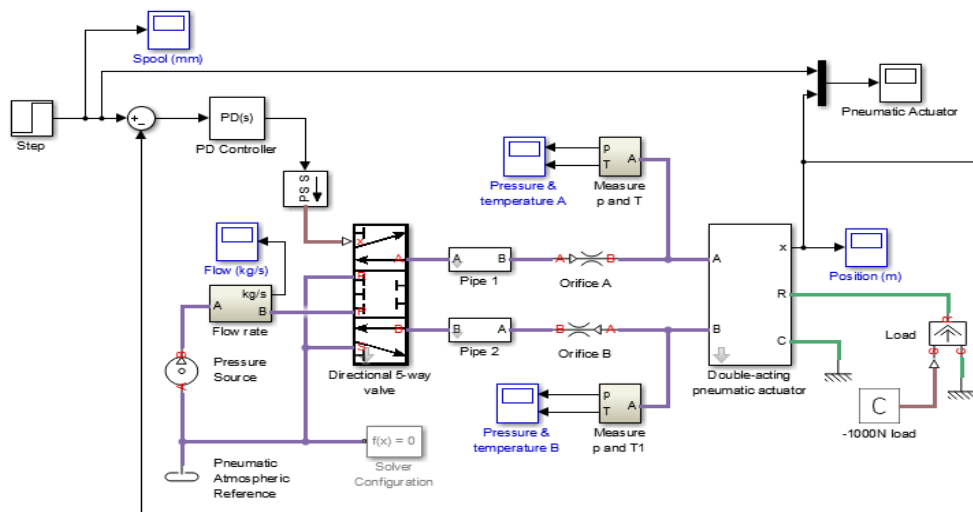 Spool (mm)
Step
PD(s)
PD Controller
PS S
Flow (kg/s)
kg/s
A
B
Flow rate
Pressure
Source
B
A
Pneumatic
Atmospheric
Reference
f(x) = 0
Solver
Configuration
X
A
R
P
B
S
Directional 5-way
valve
A
B
Pipe 1
B
A
Pipe 2
A
B
Orifice A
B
A
Orifice B
Pressure &
temperature A
p
T
A
Measure
p and T
Pressure &
temperature B
p
T
A
Measure
p and T1
A
B
x
R
C
Double-acting
pneumatic actuator
Pneumatic Actuator
Position (m)
Load
R
S
C
C
-1000N load